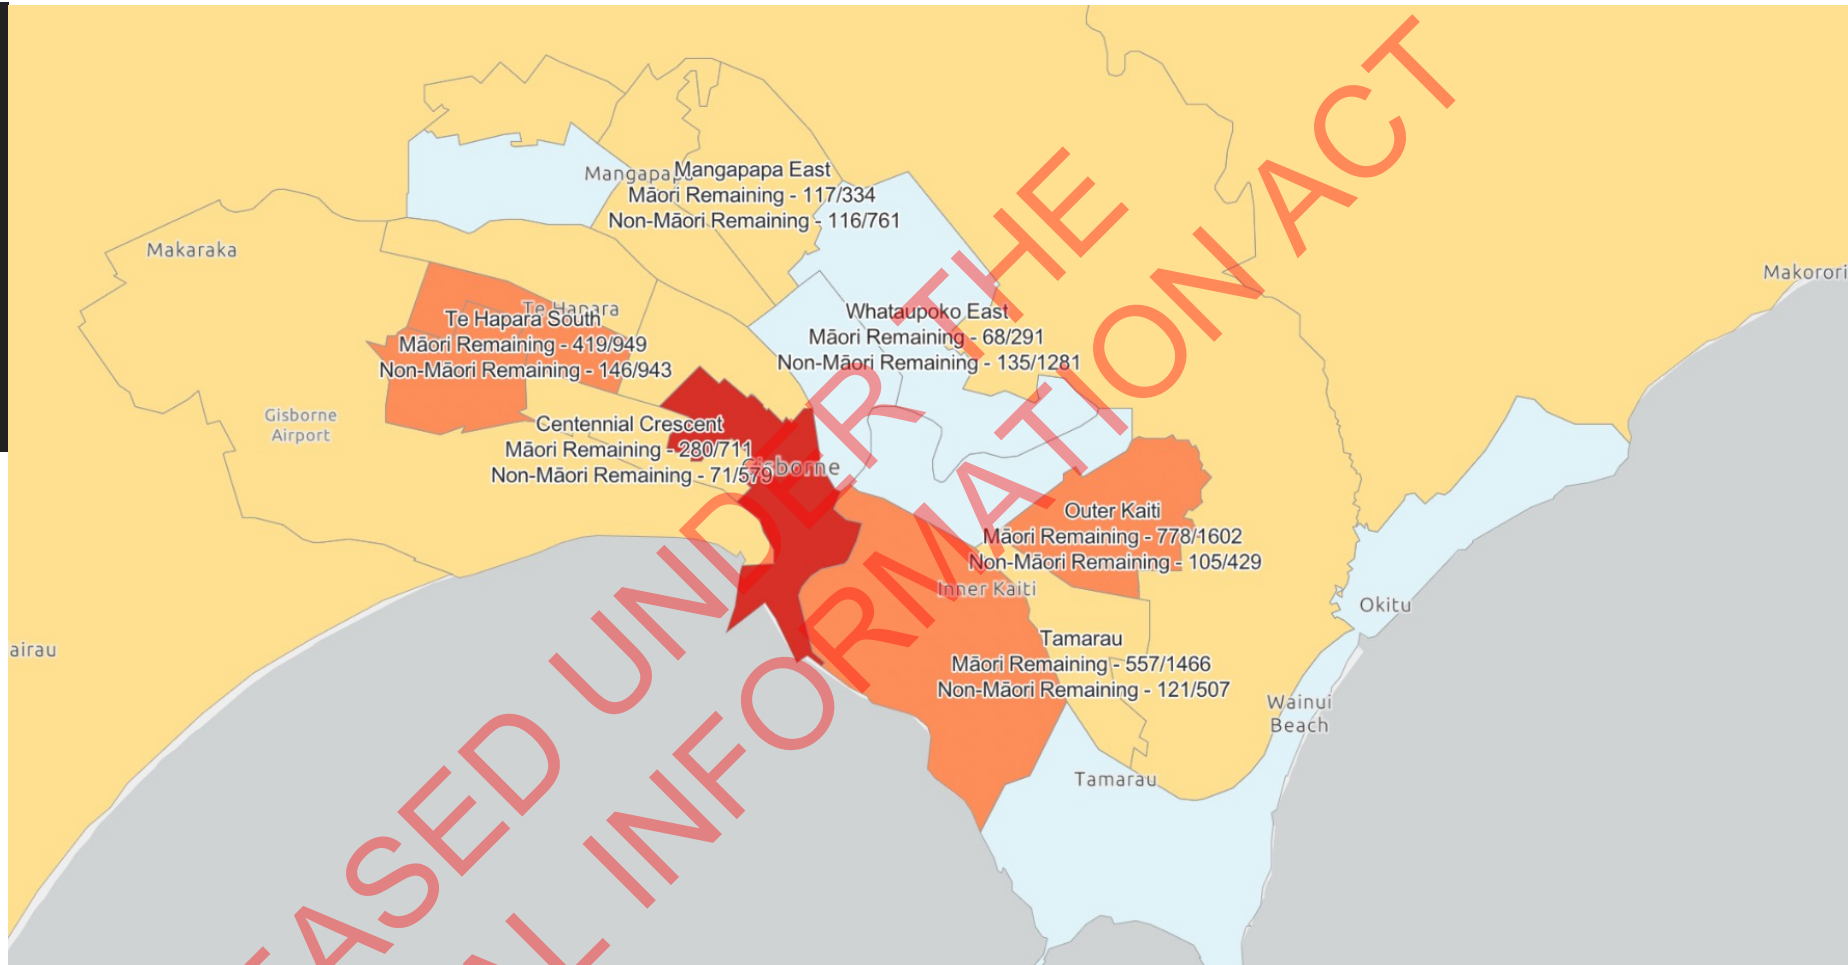 Mangapapa
Mangapapa East
Māori Remaining - 117/334
Non-Māori Remaining - 116/761
Makaraka
Makorori
Te Hapara
Te Hapara South
Māori Remaining - 419/949
Non-Māori Remaining - 146/943
Whataupoko East
Māori Remaining - 68/291
Non-Māori Remaining - 135/1281
Gisborne
Airport
Centennial Crescent
Māori Remaining - 280/711
Non-Māori Remaining - 71/579
Gisborne
Outer Kaiti
Māori Remaining - 778/1602
Non-Māori Remaining - 105/429
Inner Kaiti
Okitu
Tamarau
Māori Remaining - 557/1466
Non-Māori Remaining - 121/507
airau
Wainui
Beach
Tamarau
EASED UNDER THE
AL INFORMATION ACT